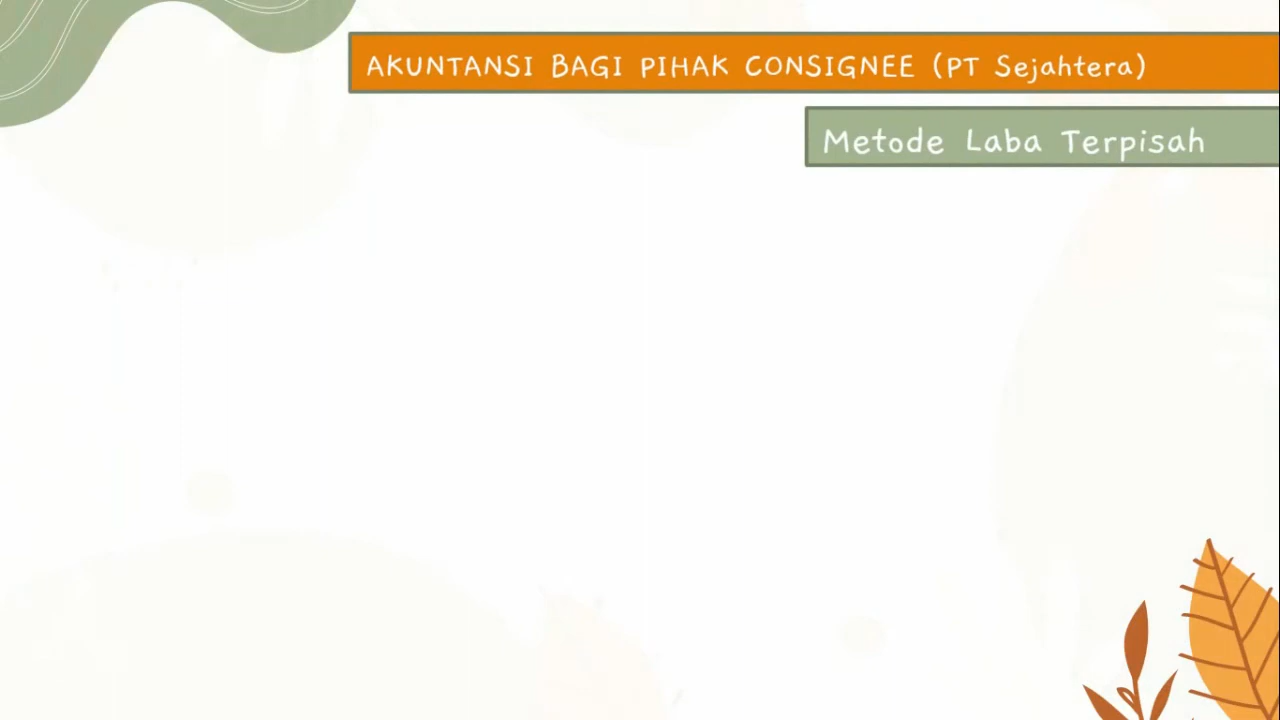 AKUNTANSI BAGI PIHAK CONSIGNEE (PT Sejahtera)
Metode Laba Terpisah